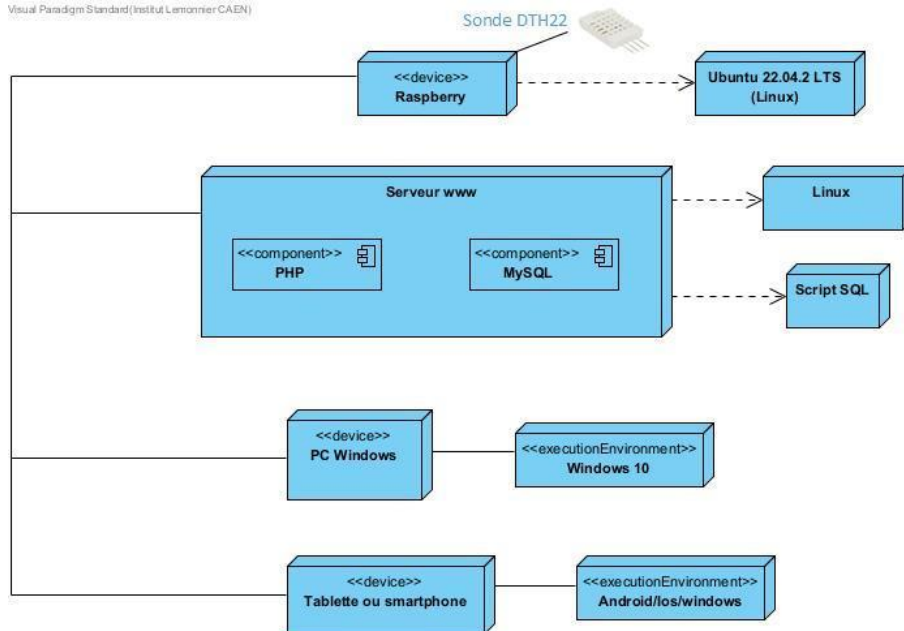 Visual Paradigm Standard(Institut Lemonnier CAEN)
Sonde DTH22
<<device>>
Raspberry
Ubuntu 22.04.2 LTS
(Linux)
Serveur www
<<component>>
PHP
<<component>>
MySQL
Linux
Script SQL
<<device>>
PC Windows
<<executionEnvironment>>
Windows 10
<<device>>
Tablette ou smartphone
<<executionEnvironment>>
Android/Ios/windows